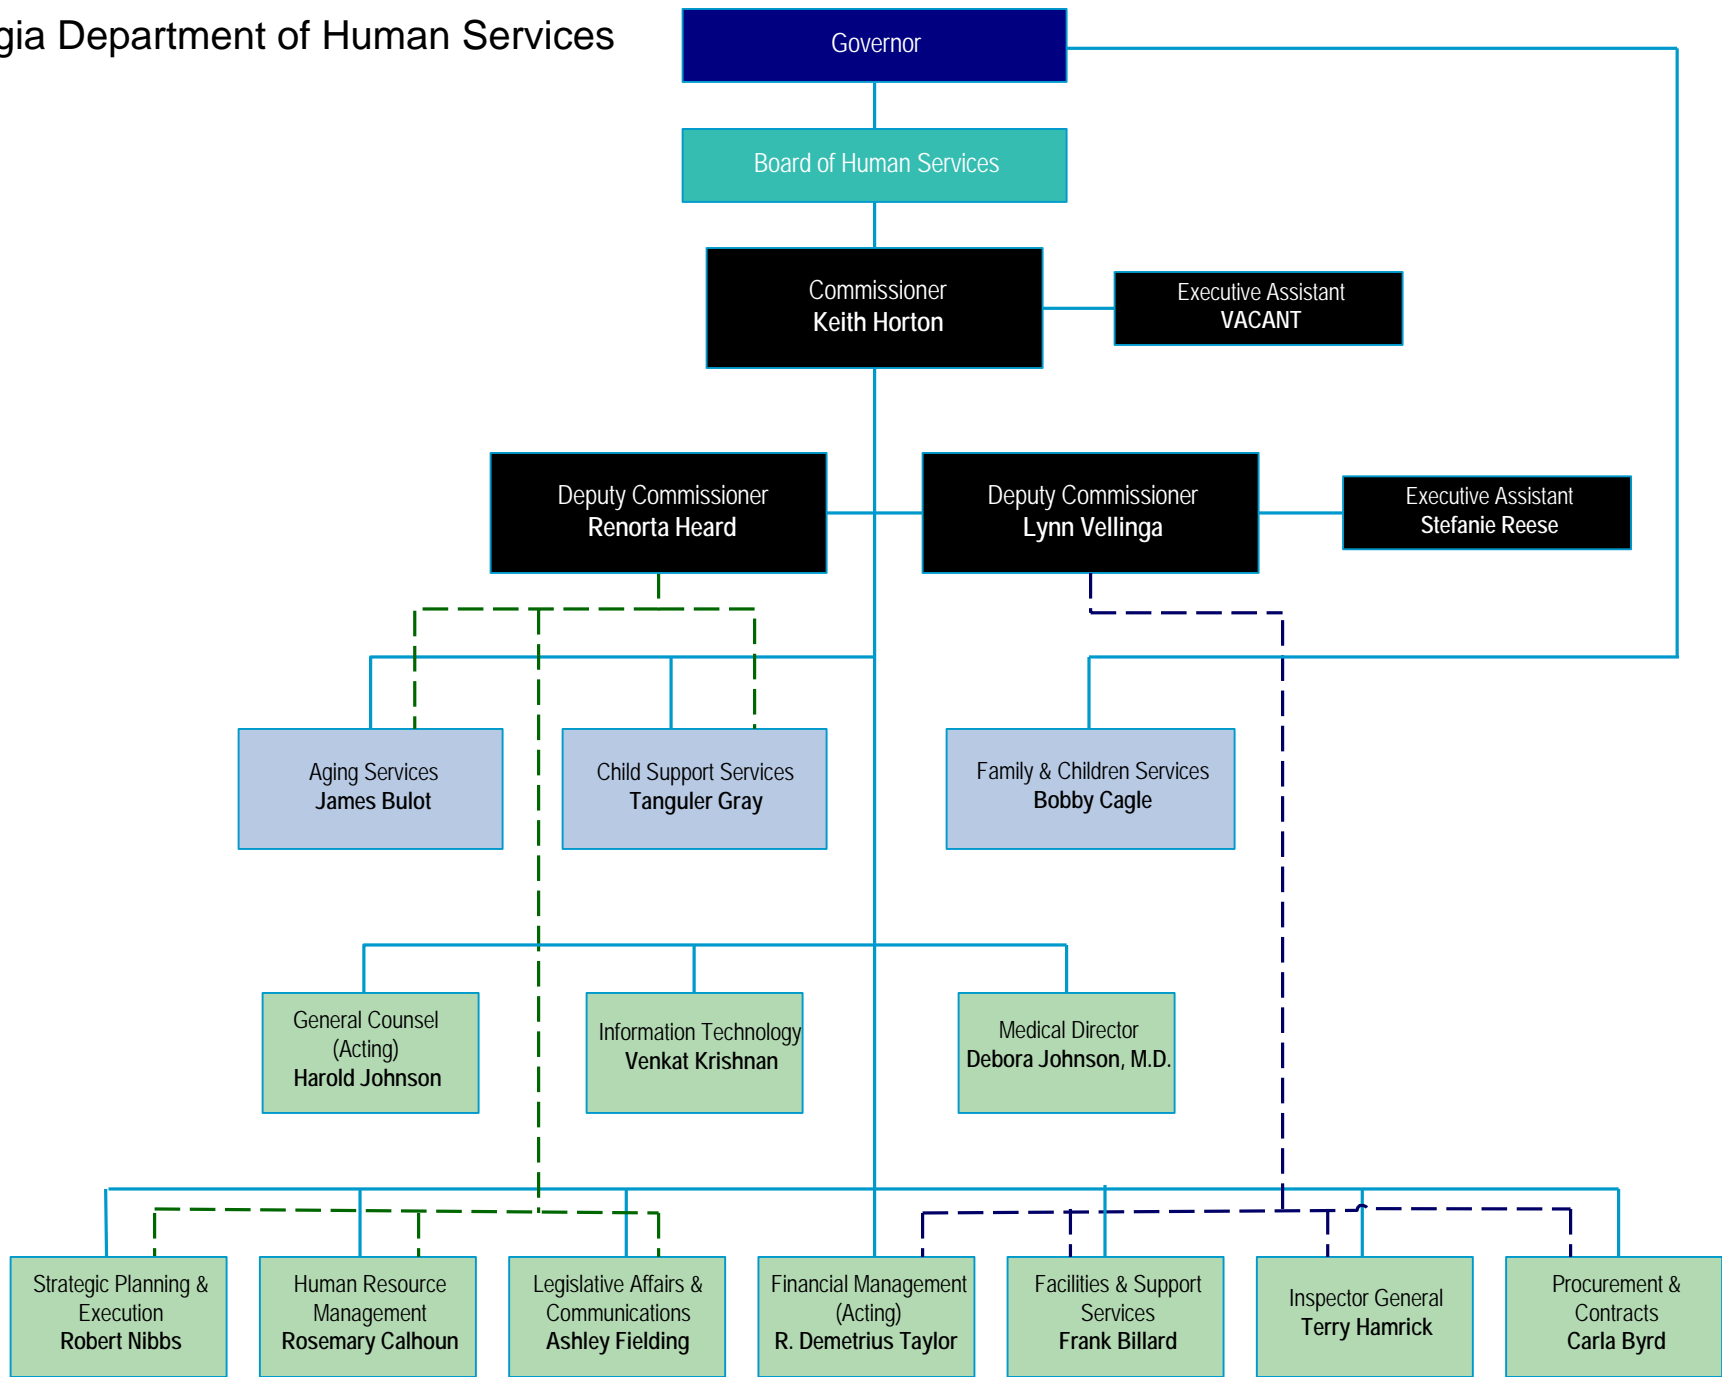 gia Department of Human Services
Governor
Board of Human Services
Commissioner
Keith Horton
Executive Assistant
VACANT
Deputy Commissioner
Renorta Heard
Deputy Commissioner
Lynn Vellinga
Executive Assistant
Stefanie Reese
Aging Services
James Bulot
Child Support Services
Tanguler Gray
Family & Children Services
Bobby Cagle
General Counsel
(Acting)
Harold Johnson
Information Technology
Venkat Krishnan
Medical Director
Debora Johnson, M.D.
Strategic Planning &
Execution
Robert Nibbs
Human Resource
Management
Rosemary Calhoun
Legislative Affairs &
Communications
Ashley Fielding
Financial Management
(Acting)
R. Demetrius Taylor
Facilities & Support
Services
Frank Billard
Inspector General
Terry Hamrick
Procurement &
Contracts
Carla Byrd